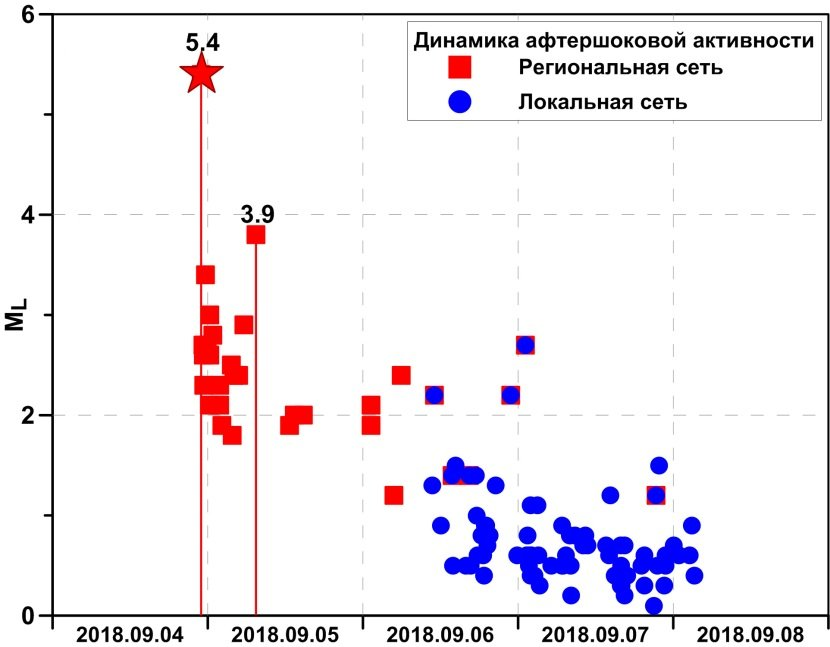 6
5.4
Динамика афтершоковой активности
Региональная сеть
Локальная сеть
4
3.9
ML
2
0
2018.09.04
2018.09.05
2018.09.06
2018.09.07
2018.09.08